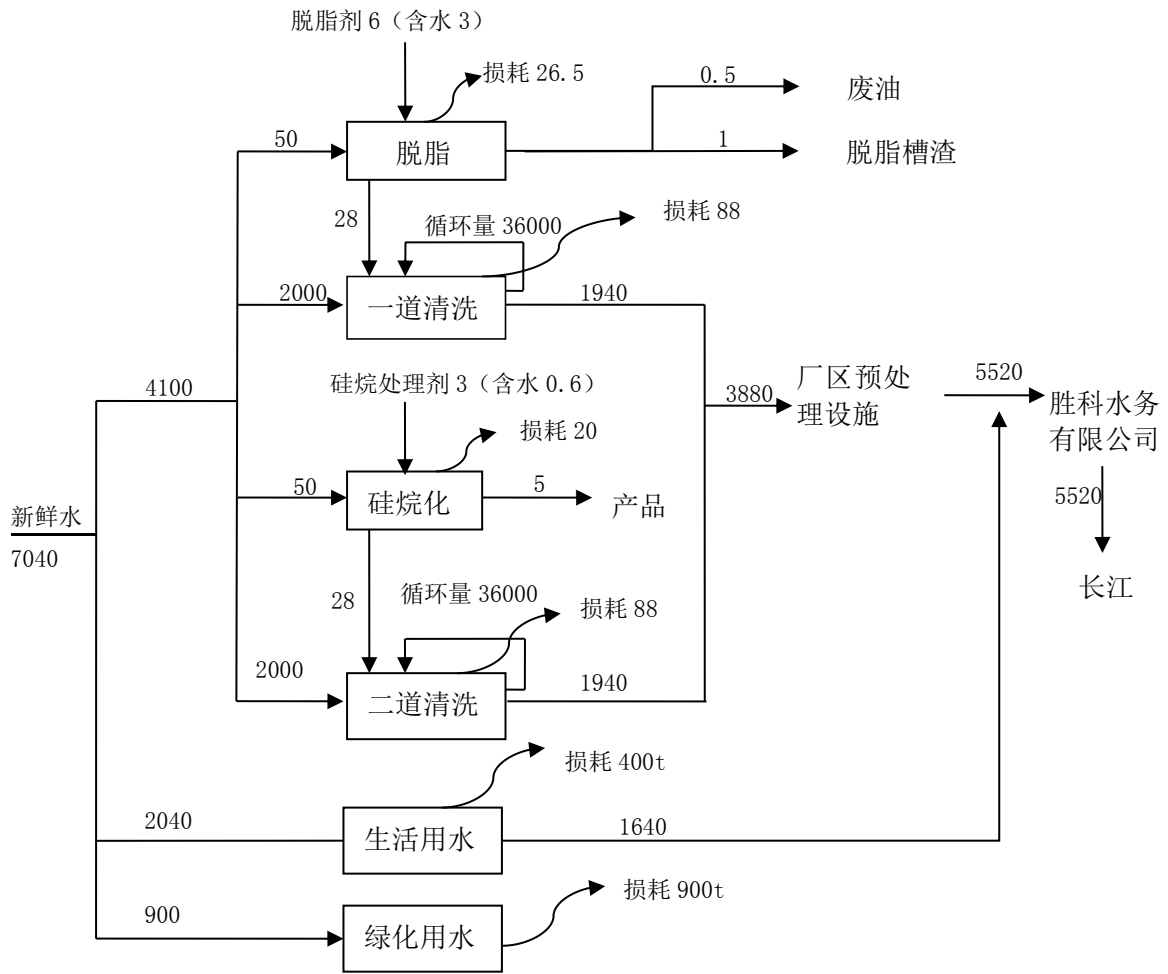 脱脂剂 6（含水 3）
损耗 26.5
0.5
废油
50
脱脂
1
脱脂槽渣
28
循环量 36000
损耗 88
2000
一道清洗
1940
4100
硅烷处理剂 3（含水 0.6）
损耗 20
3880
厂区预处
理设施
5520
胜科水务
有限公司
50
硅烷化
5
产品
5520
新鲜水
7040
长江
28
循环量 36000
损耗 88
2000
二道清洗
1940
损耗 400t
2040
生活用水
1640
损耗 900t
900
绿化用水